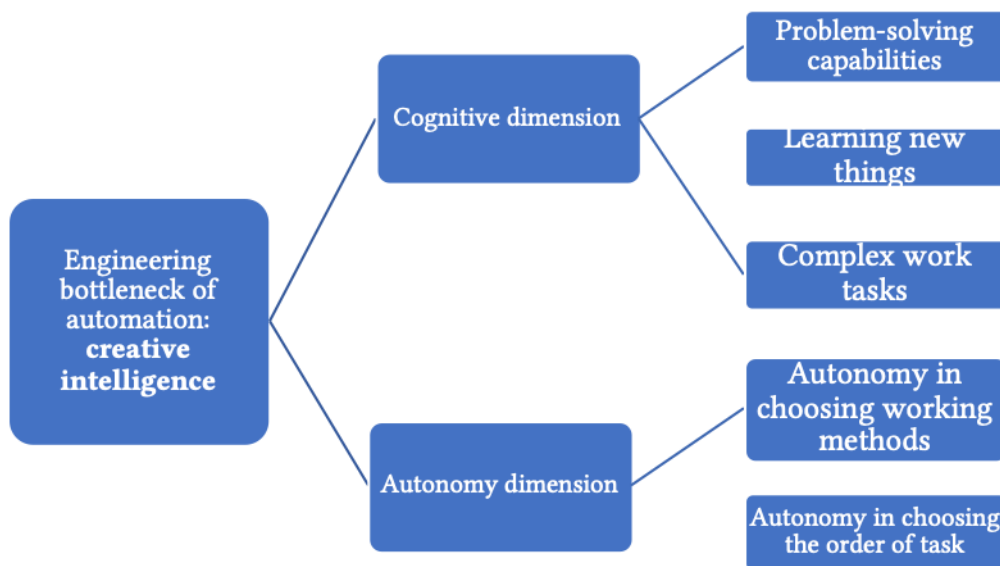 Engineering
bottleneck of
automation:
creative
intelligence
Cognitive dimension
Autonomy dimension
Problem-solving
capabilities
Learning new
things
Complex work
tasks
Autonomy in
choosing working
methods
Autonomy in choosing
the order of task